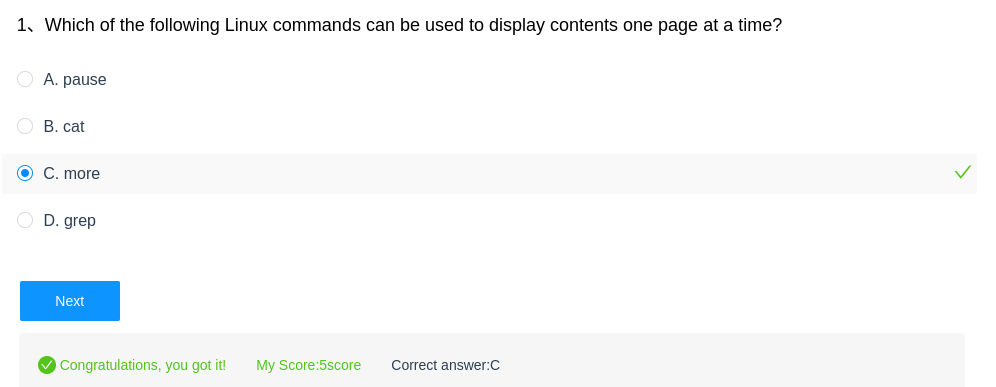 1、Which of the following Linux commands can be used to display contents one page at a time?
A. pause
B. cat
C. more
D. grep
Next
Congratulations, you got it! My Score:5score Correct answer:C